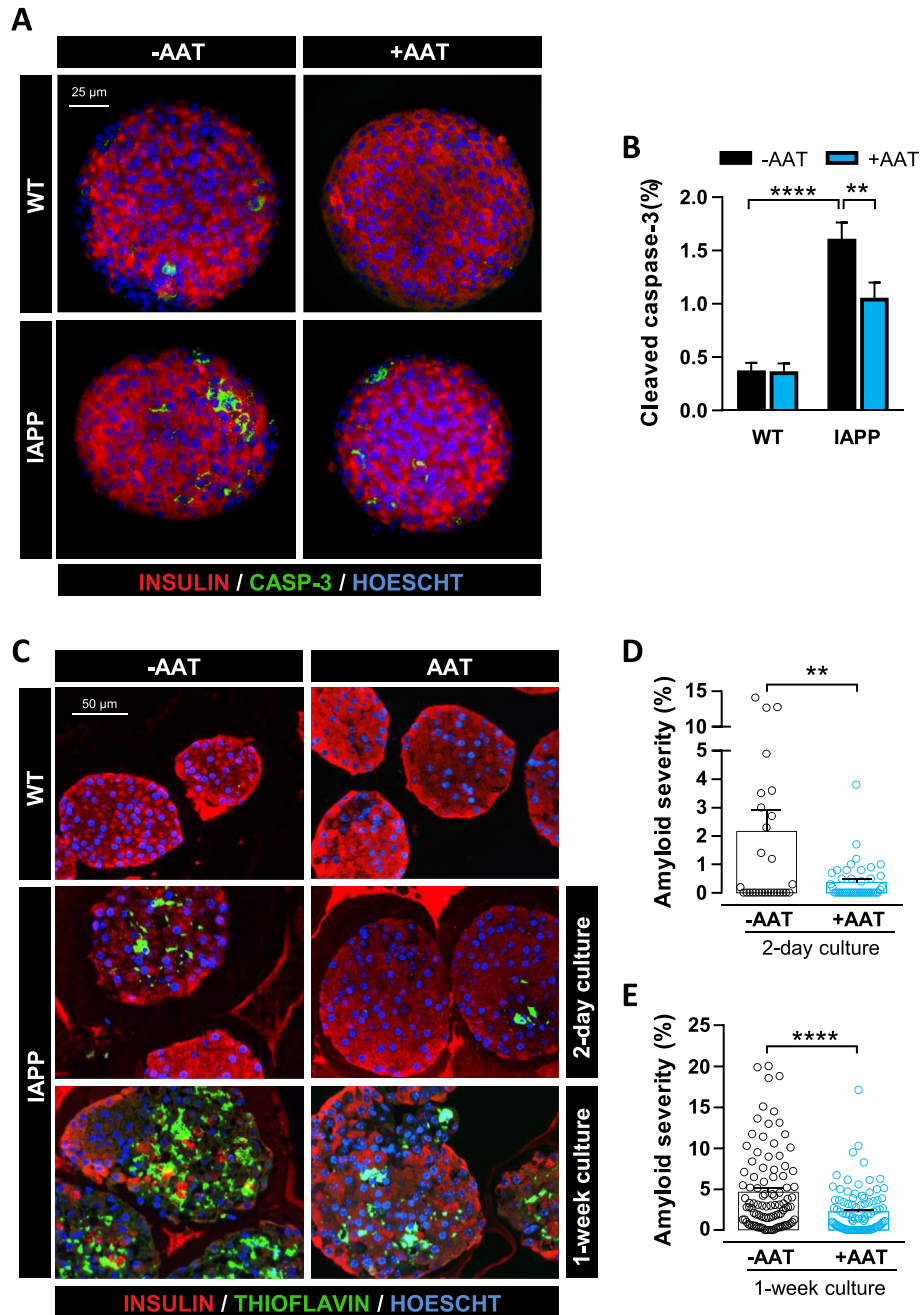 A
-AAT
+AAT
25 µm
WT
IAPP
INSULIN / CASP-3 / HOESCHT
B
-AAT
+AAT
****
**
Cleaved caspase-3(%)
2.0
1.5
1.0
0.5
0.0
WT
IAPP
C
-AAT
AAT
50 µm
WT
IAPP
2-day culture
1-week culture
INSULIN / THIOFLAVIN / HOESCHT
D
**
Amyloid severity (%)
15
10
5
4
3
2
1
0
-AAT
+AAT
2-day culture
E
****
Amyloid severity (%)
25
20
15
10
5
0
-AAT
+AAT
1-week culture